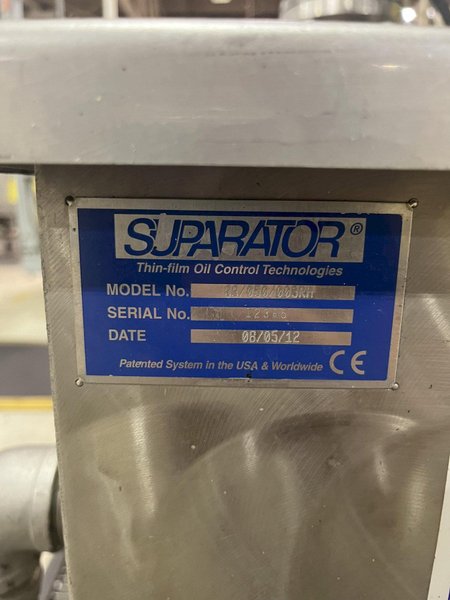 SUPARATOR®
Thin-film Oil Control Technologies
MODEL No.
SERIAL No.
DATE 08/05/12
Patented System in the USA & Worldwide CE